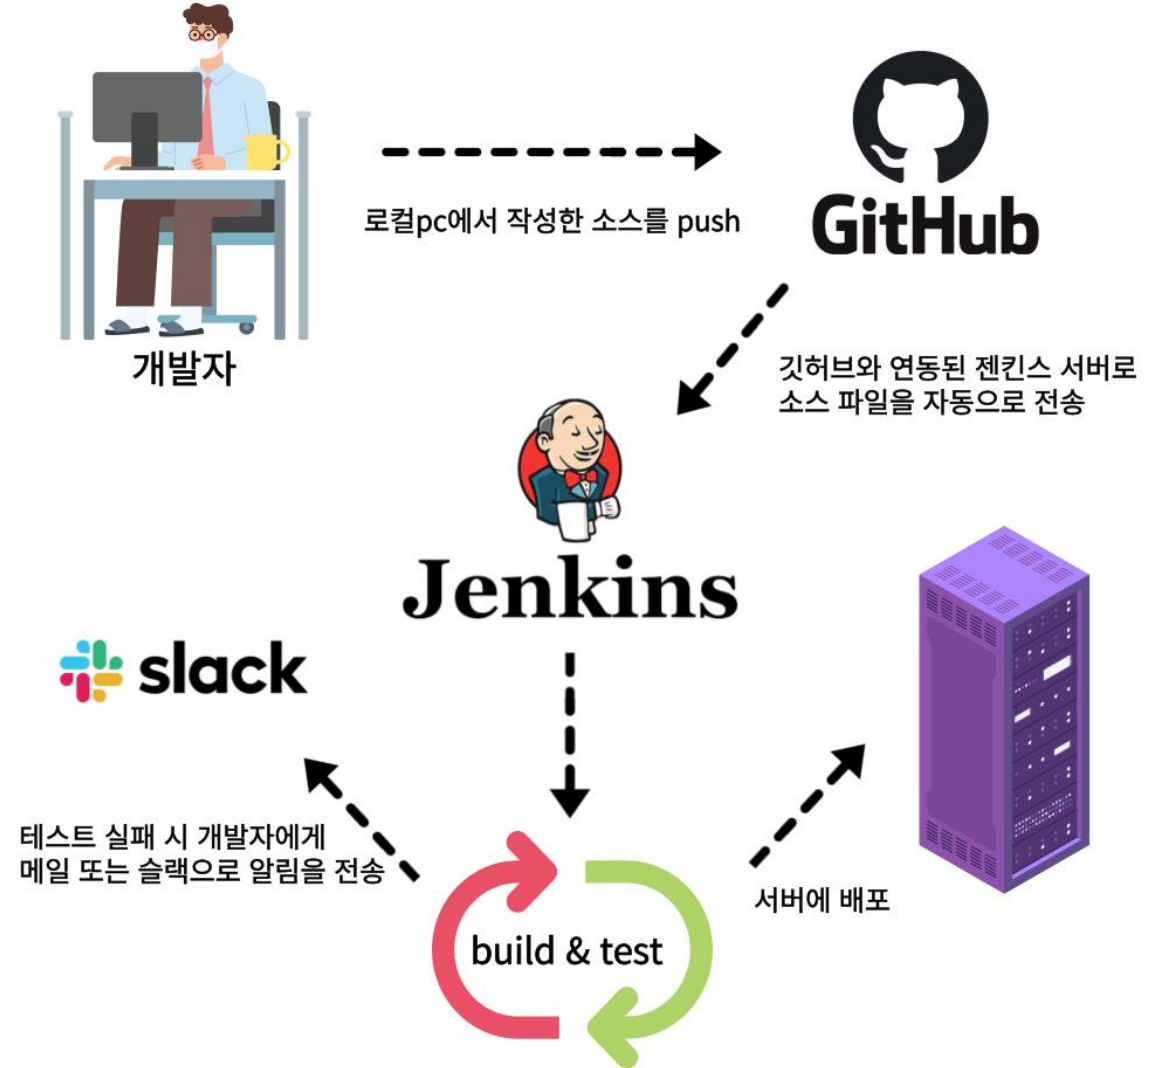 로컬pc에서 작성한 소스를 push
GitHub
개발자
깃허브와 연동된 젠킨스 서버로
소스 파일을 자동으로 전송
Jenkins
slack
테스트 실패 시 개발자에게
메일 또는 슬랙으로 알림을 전송
서버에 배포
build & test